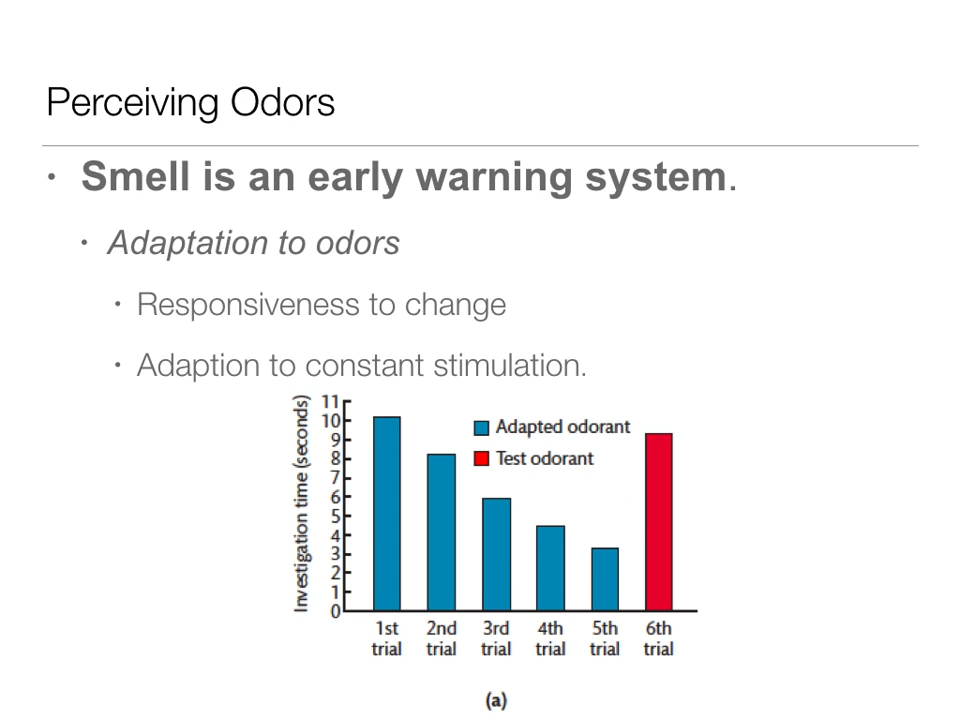 Perceiving Odors
• Smell is an early warning system.
• Adaptation to odors
• Responsiveness to change
• Adaption to constant stimulation.
Investigation time (seconds)
11
10
9
8
7
6
5
4
3
2
1
0
Adapted odorant
Test odorant
1st trial
2nd trial
3rd trial
4th trial
5th trial
6th trial
(a)